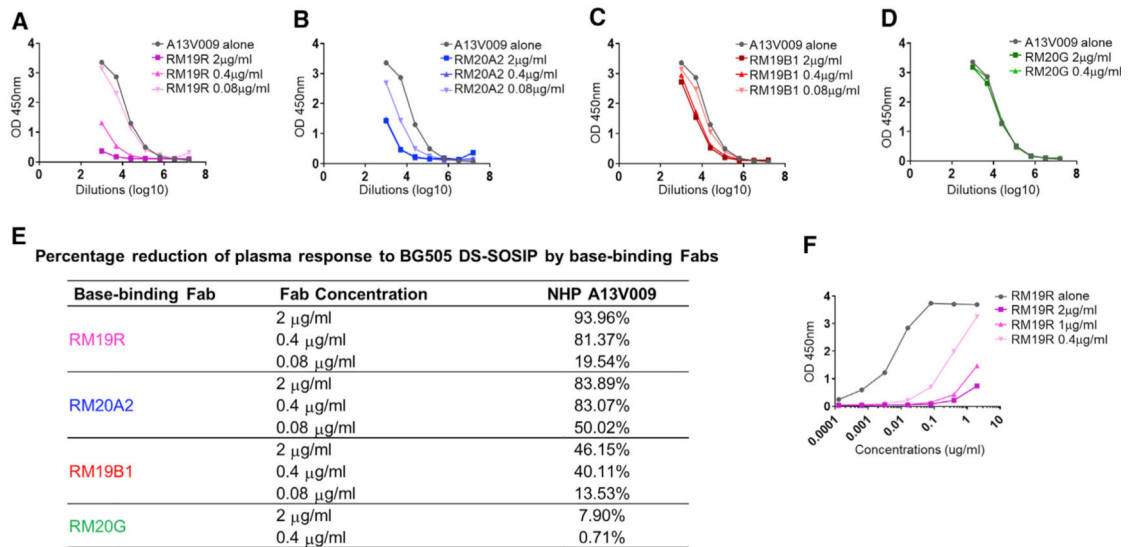 A
A13V009 alone
RM19R 2μg/ml
RM19R 0.4μg/ml
RM19R 0.08μg/ml
OD 450nm
4
3
2
1
0
0 2 4 6 8
Dilutions (log10)
B
A13V009 alone
RM20A2 2μg/ml
RM20A2 0.4μg/ml
RM20A2 0.08μg/ml
OD 450nm
4
3
2
1
0
0 2 4 6 8
Dilutions (log10)
C
A13V009 alone
RM19B1 2μg/ml
RM19B1 0.4μg/ml
RM19B1 0.08μg/ml
OD 450nm
4
3
2
1
0
0 2 4 6 8
Dilutions (log10)
D
A13V009 alone
RM20G 2μg/ml
RM20G 0.4μg/ml
OD 450nm
4
3
2
1
0
0 2 4 6 8
Dilutions (log10)
E
Percentage reduction of plasma response to BG505 DS-SOSIP by base-binding Fabs
Base-binding Fab Fab Concentration NHP A13V009
2 μg/ml 93.96%
RM19R 0.4 μg/ml 81.37%
0.08 μg/ml 19.54%
2 μg/ml 83.89%
RM20A2 0.4 μg/ml 83.07%
0.08 μg/ml 50.02%
2 μg/ml 46.15%
RM19B1 0.4 μg/ml 40.11%
0.08 μg/ml 13.53%
RM20G 2 μg/ml 7.90%
0.4 μg/ml 0.71%
F
RM19R alone
RM19R 2μg/ml
RM19R 1μg/ml
RM19R 0.4μg/ml
OD 450nm
4
3
2
1
0
0.0001 0.001 0.01 0.1 1 10
Concentrations (ug/ml)